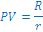 PV = R/r